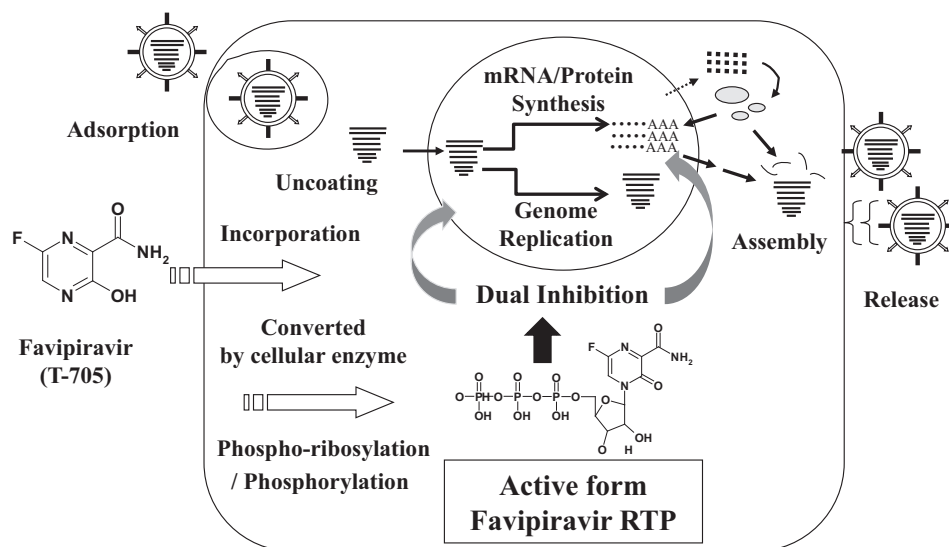 mRNA/Protein
Synthesis
Adsorption
•••••• AAA
••••• AAA
••••• AAA
Uncoating
Genome
Replication
Assembly
Release
O
F
N
NH2
N
OH
Favipiravir
(T-705)
Incorporation
Dual Inhibition
Converted
by cellular enzyme
Phospho-ribosylation
/ Phosphorylation
O
F
N
NH2
N
O
O O O
O PH O P O P O
OH OH OH
O
OH
O H
Active form
Favipiravir RTP